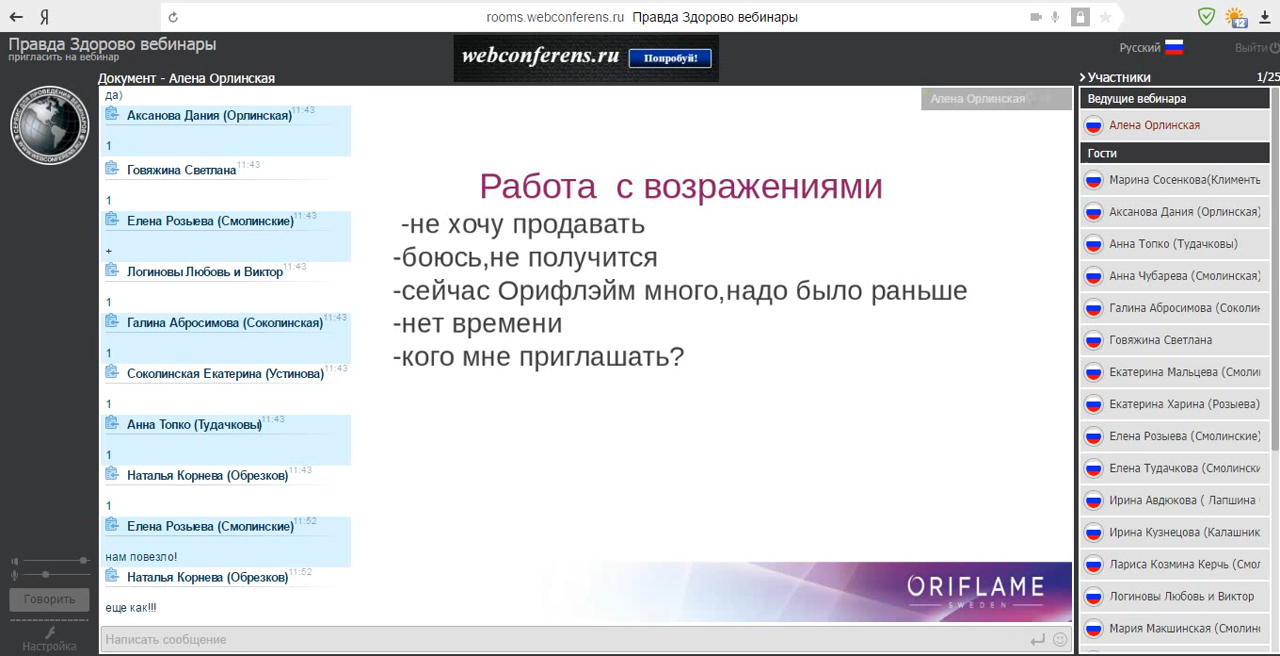 Я
rooms.webconferens.ru Правда Здорово вебинары
12
Правда Здорово вебинары
пригласить на вебинар
webconferens.ru Попробуй!
Русский
Выйти
Документ - Алена Орлинская
Участники 1/25
да)
Аксанова Дания (Орлинская) 11:43
1
Говяжина Светлана 11:43
1
Елена Розыева (Смолинские) 11:43
+
Логиновы Любовь и Виктор 11:43
1
Галина Абросимова (Соколинская) 11:43
1
Соколинская Екатерина (Устинова) 11:43
1
Анна Топко (Тудачковы) 11:43
1
Наталья Корнева (Обрезков) 11:43
1
Елена Розыева (Смолинские) 11:52
нам повезло!
Наталья Корнева (Обрезков) 11:52
еще как!!!
Написать сообщение
Говорить
Настройка
Алена Орлинская
Работа с возражениями
-не хочу продавать
-боюсь,не получится
-сейчас Орифлэйм много,надо было раньше
-нет времени
-кого мне приглашать?
ORIFLAME
SWEDEN
Ведущие вебинара
Алена Орлинская
Гости
Марина Сосенкова(Климентъ
Аксанова Дания (Орлинская)
Анна Топко (Тудачковы)
Анна Чубарева (Смолинская)
Галина Абросимова (Соколин
Говяжина Светлана
Екатерина Мальцева (Смоли
Екатерина Харина (Розыева)
Елена Розыева (Смолинские)
Елена Тудачкова (Смолински
Ирина Авдюкова ( Лапшина
Ирина Кузнецова (Калашник
Лариса Козмина Керчь (Смол
Логиновы Любовь и Виктор
Мария Макшинская (Смолин